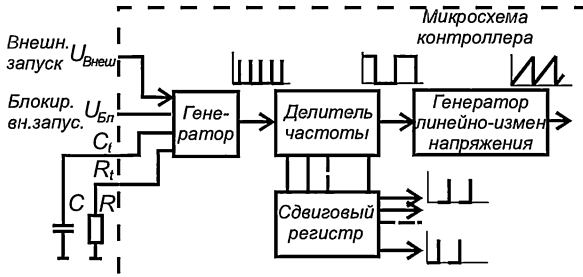 Микросхема
контроллера
Внешн.
запуск UВнеш
Блокир.
вн.запус. UБл
Ct
Rt
C
R
Гене-
ратор
Делитель
частоты
Генератор
линейно-измен
напряжения
Сдвиговый
регистр